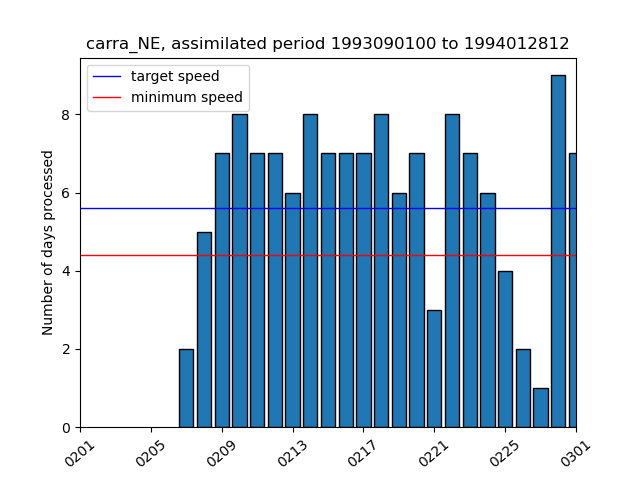 carra_NE, assimilated period 1993090100 to 1994012812
target speed
minimum speed
Number of days processed
8
6
4
2
0
0201 0205 0209 0213 0217 0221 0225 0301